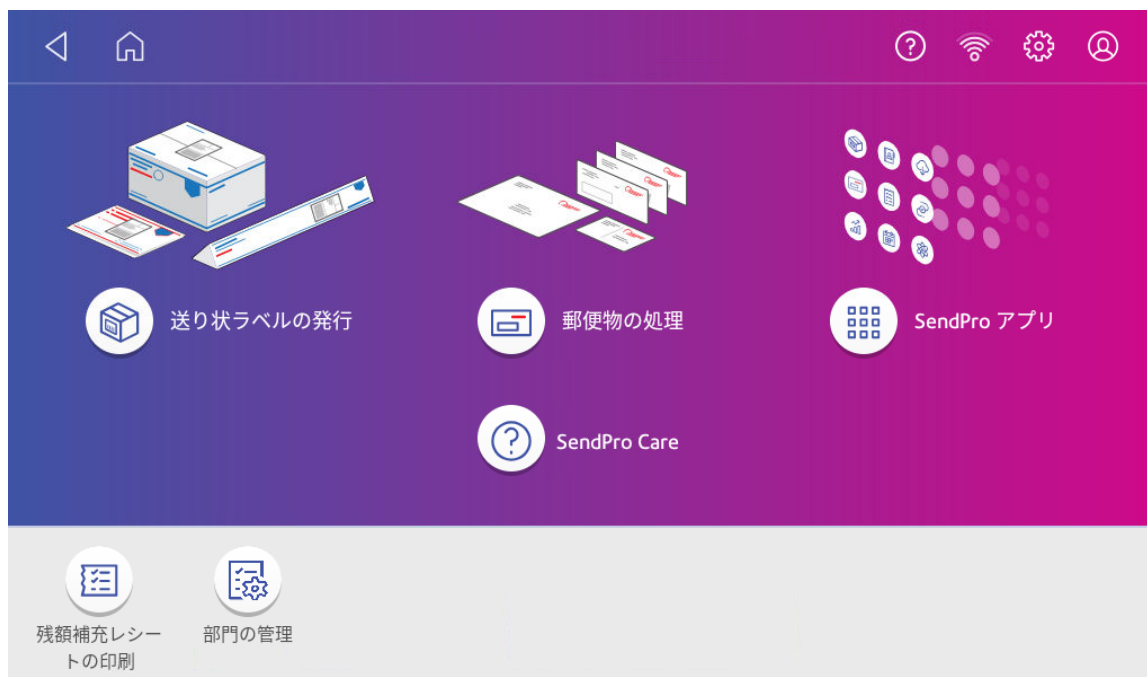 送り状ラベルの発行
郵便物の処理
SendPro アプリ
SendPro Care
残額補充レシー
トの印刷
部門の管理